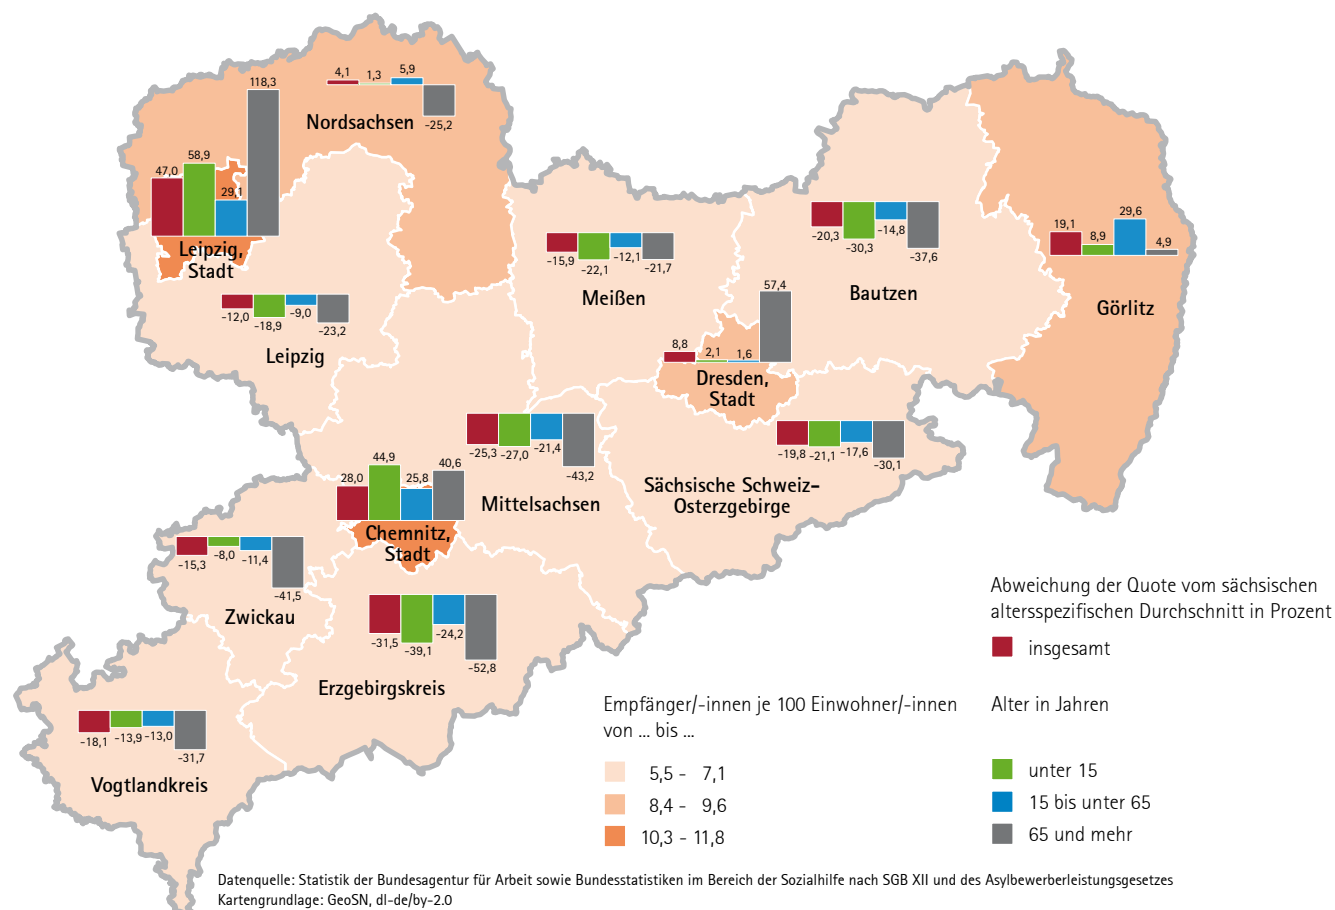 4,1
1,3
5,9
-25,2
Nordsachsen
47,0
58,9
29,1
118,3
Leipzig,
Stadt
-12,0
-18,9
-9,0
-23,2
Leipzig
-15,9
-22,1
-12,1
-21,7
Meißen
-20,3
-30,3
-14,8
-37,6
Bautzen
19,1
8,9
29,6
4,9
Görlitz
8,8
2,1
1,6
57,4
Dresden,
Stadt
-25,3
-27,0
-21,4
-43,2
Mittelsachsen
-19,8
-21,1
-17,6
-30,1
Sächsische Schweiz-
Osterzgebirge
28,0
44,9
25,8
40,6
Chemnitz,
Stadt
-15,3
-8,0
-11,4
-41,5
Zwickau
-31,5
-39,1
-24,2
-52,8
Erzgebirgskreis
-18,1
-13,9
-13,0
-31,7
Vogtlandkreis
Abweichung der Quote vom sächsischen
altersspezifischen Durchschnitt in Prozent
insgesamt
Alter in Jahren
unter 15
15 bis unter 65
65 und mehr
Empfänger/-innen je 100 Einwohner/-innen
von ... bis ...
5,5 - 7,1
8,4 - 9,6
10,3 - 11,8
Datenquelle: Statistik der Bundesagentur für Arbeit sowie Bundesstatistiken im Bereich der Sozialhilfe nach SGB XII und des Asylbewerberleistungsgesetzes
Kartengrundlage: GeoSN, dl-de/by-2.0